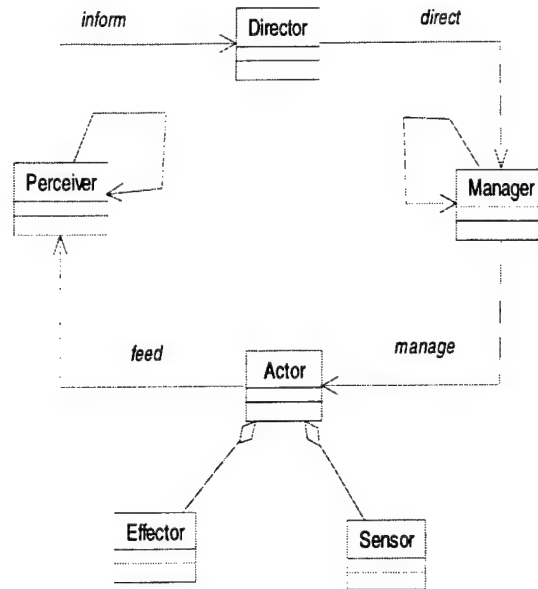 inform
Director
direct
Perceiver
Manager
feed
manage
Actor
Effector
Sensor